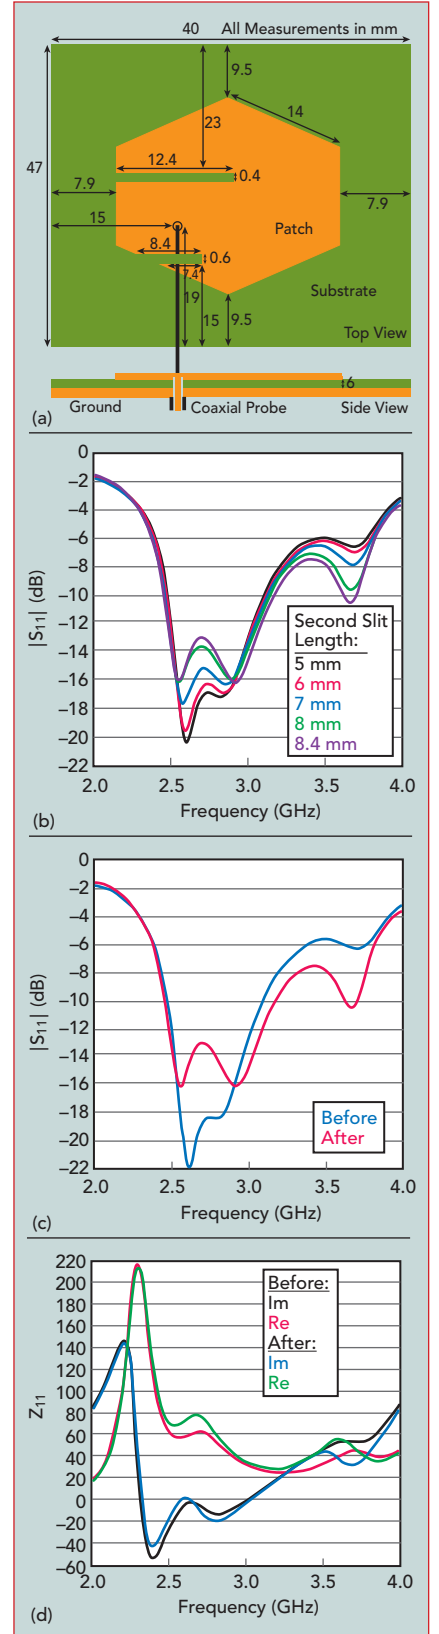 40
All Measurements in mm
9.5
14
23
12.4
0.4
47
7.9
7.9
15
Patch
8.4
0.6
7.4
19
15
9.5
Substrate
Top View
6
(a)
Ground
Coaxial Probe
Side View
0
−2
−4
−6
−8
−10
−12
−14
−16
−18
−20
−22
|S11| (dB)
Second Slit
Length:
5 mm
6 mm
7 mm
8 mm
8.4 mm
2.0 2.5 3.0 3.5 4.0
Frequency (GHz)
(b)
0
−2
−4
−6
−8
−10
−16
−16
−18
−20
−22
|S11| (dB)
Before
After
2.0 2.5 3.0 3.5 4.0
Frequency (GHz)
(c)
220
200
180
160
140
120
100
80
60
40
20
0
−20
−40
−60
Z11
Before:
Im
Re
After:
Im
Re
2.0 2.5 3.0 3.5 4.0
Frequency (GHz)
(d)